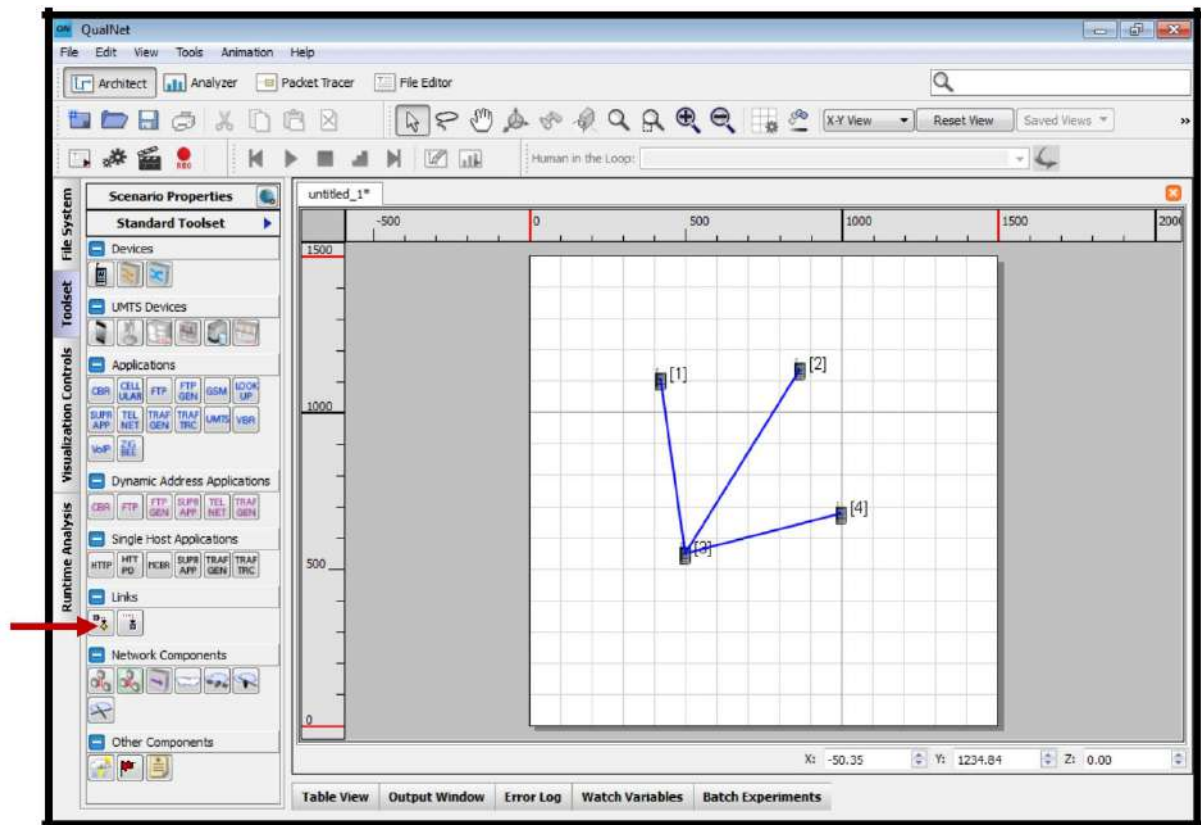 QN QualNet
File Edit View Tools Animation Help
Architect Analyzer Packet Tracer File Editor
X-Y View Reset View Saved Views »
REC Human in the Loop:
File System
Toolset
Visualization Controls
Runtime Analysis
Scenario Properties
Standard Toolset
Devices
UMTS Devices
Applications
CBR CELL ULAR FTP FTP GEN GSM LOOK UP
SUPR APP TEL NET TRAF GEN TRAF TRC UMTS VBR
VoIP ZIG BEE
Dynamic Address Applications
CBR FTP FTP GEN SUPR APP TEL NET TRAF GEN
Single Host Applications
HTTP HTT PD MCBR SUPR APP TRAF GEN TRAF TRC
Links
Network Components
Other Components
untitled_1*
-500 0 500 1000 1500 2000
1500
1000
500
0
[1]
[2]
[3]
[4]
X: -50.35 Y: 1234.84 Z: 0.00
Table View Output Window Error Log Watch Variables Batch Experiments